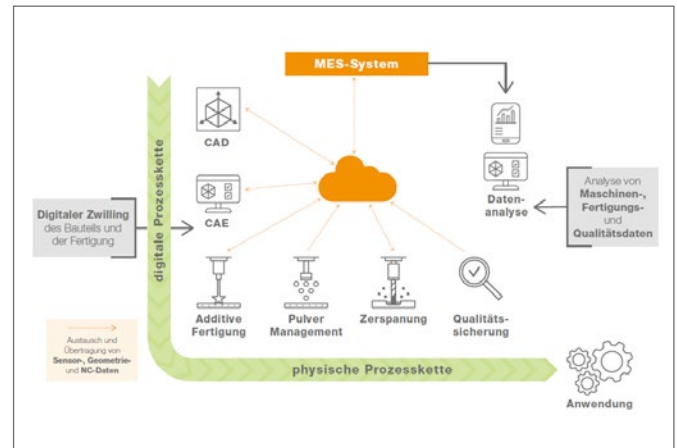 MES-System
CAD
CAE
digitale Prozesskette
Digitaler Zwilling
des Bauteils und
der Fertigung
Daten-
analyse
Analyse von
Maschinen-,
Fertigungs-
und
Qualitätsdaten
Additive
Fertigung
Pulver
Management
Zerspanung
Qualitäts-
sicherung
Austausch und
Übertragung von
Sensor-, Geometrie-
und NC-Daten
physische Prozesskette
Anwendung